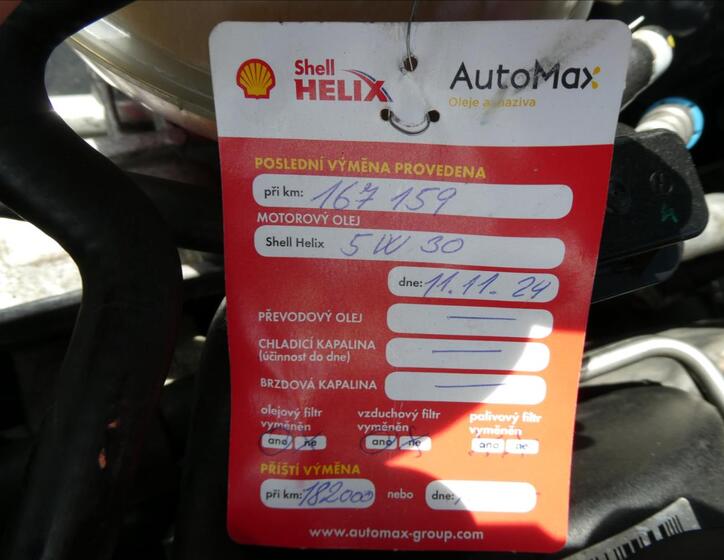 Shell
HELIX
AutoMax
Oleje a maziva
POSLEDNÍ VÝMĚNA PROVEDENA
při km: 167 159
MOTOROVÝ OLEJ
Shell Helix 5W30
dne: 11.11.24
PŘEVODOVÝ OLEJ —
CHLADICÍ KAPALINA —
(účinnost do dne)
BRZDOVÁ KAPALINA —
olejový filtr vzduchový filtr palivový filtr
vyměněn vyměněn vyměněn
ano ne ano ne ano ne
PŘÍŠTÍ VÝMĚNA
při km: 182000 nebo dne:
www.automax-group.com